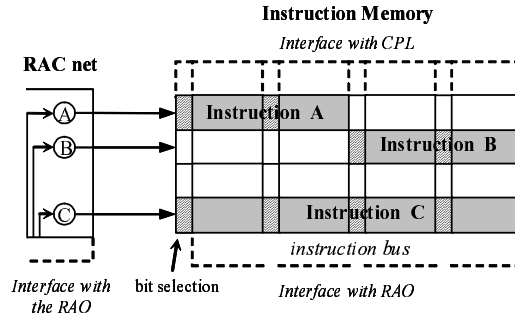 Instruction Memory
Interface with CPL
RAC net
A
Instruction A
B
Instruction B
C
Instruction C
instruction bus
Interface with
the RAO
bit selection
Interface with RAO